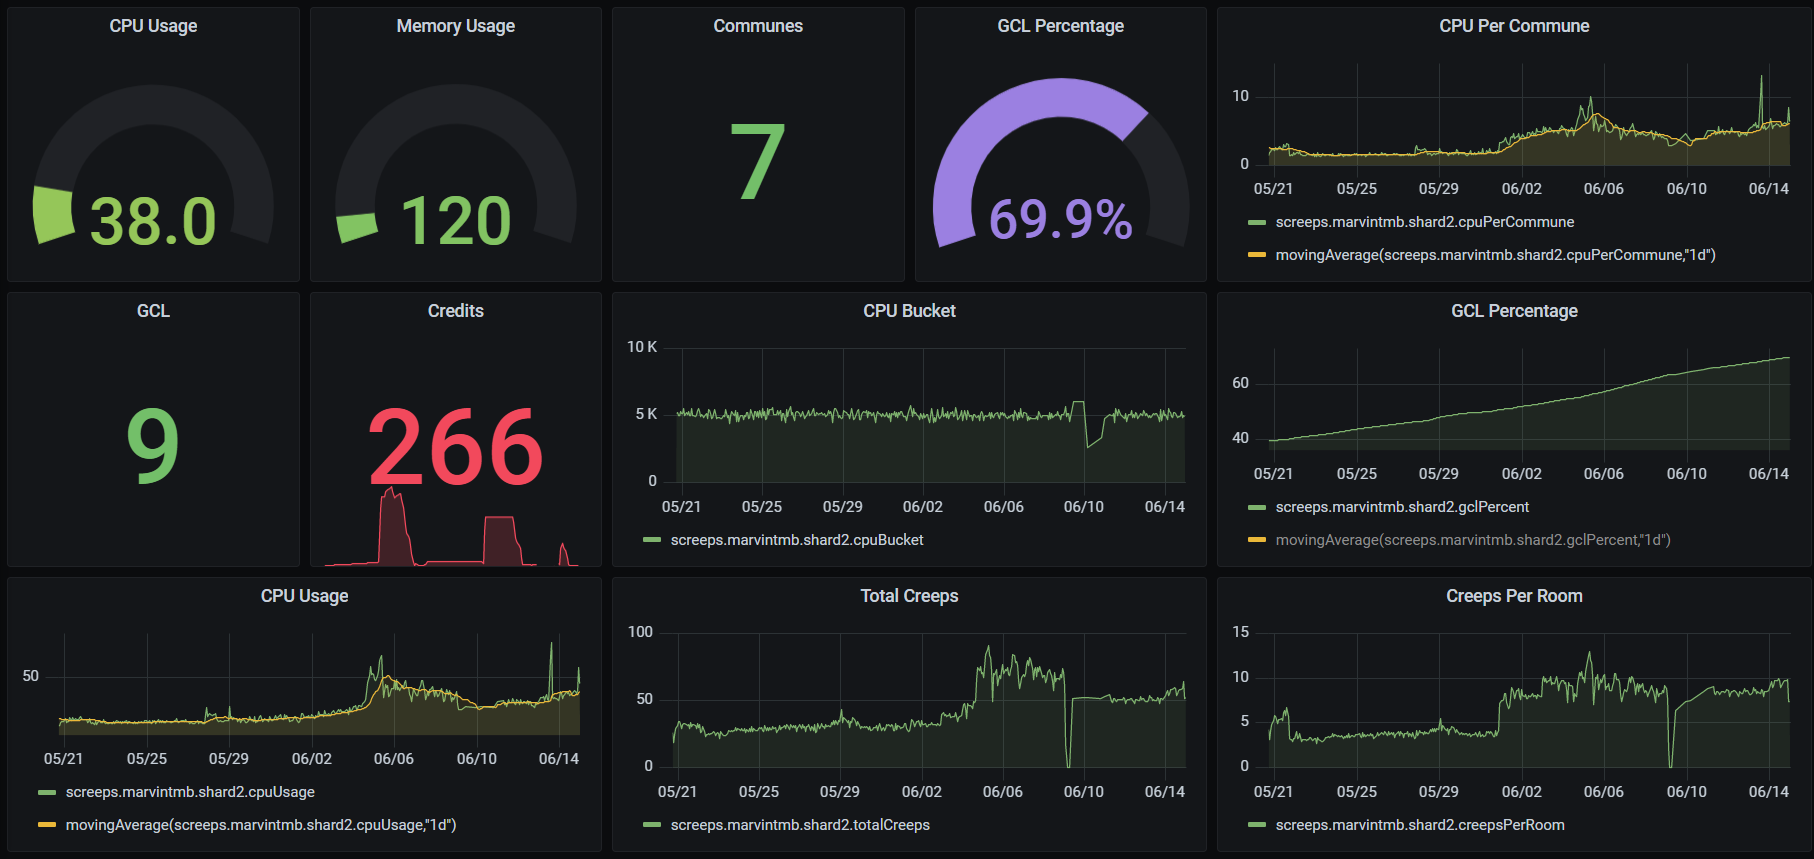 CPU Usage
38.0
Memory Usage
120
Communes
7
GCL Percentage
69.9%
CPU Per Commune
10
0
05/21 05/25 05/29 06/02 06/06 06/10 06/14
screeps.marvintmb.shard2.cpuPerCommune
movingAverage(screeps.marvintmb.shard2.cpuPerCommune,"1d")
GCL
9
Credits
266
CPU Bucket
10 K
5 K
0
05/21 05/25 05/29 06/02 06/06 06/10 06/14
screeps.marvintmb.shard2.cpuBucket
GCL Percentage
60
40
05/21 05/25 05/29 06/02 06/06 06/10 06/14
screeps.marvintmb.shard2.gclPercent
movingAverage(screeps.marvintmb.shard2.gclPercent,"1d")
CPU Usage
50
05/21 05/25 05/29 06/02 06/06 06/10 06/14
screeps.marvintmb.shard2.cpuUsage
movingAverage(screeps.marvintmb.shard2.cpuUsage,"1d")
Total Creeps
100
50
0
05/21 05/25 05/29 06/02 06/06 06/10 06/14
screeps.marvintmb.shard2.totalCreeps
Creeps Per Room
15
10
5
0
05/21 05/25 05/29 06/02 06/06 06/10 06/14
screeps.marvintmb.shard2.creepsPerRoom